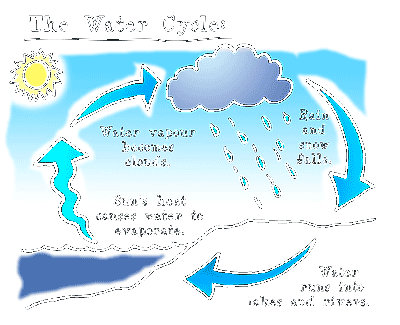 The Water Cycle:
Water vapour
becomes
clouds.
Rain
and
snow
falls.
Sun's heat
causes water to
evaporate.
Water
runs into
lakes and rivers.